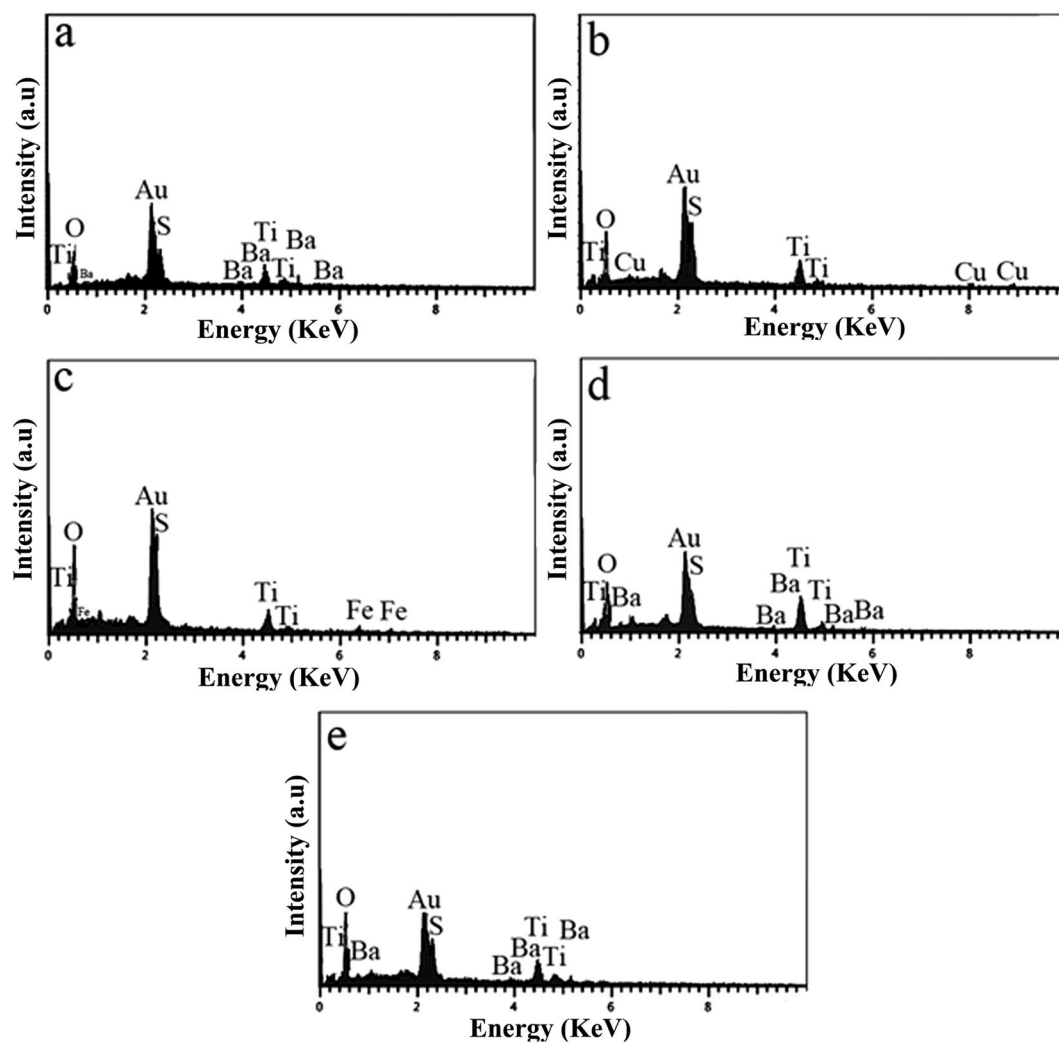 a
Intensity (a.u)
Au
O
S
Ti
Ti
Ba
Ba
Ba
Ba
Ti
Ba
0
2
4
6
8
Energy (KeV)
b
Intensity (a.u)
Au
O
S
Ti
Cu
Ti
Ti
Cu
Cu
0
2
4
6
8
Energy (KeV)
c
Intensity (a.u)
Au
O
S
Ti
Fe
Ti
Ti
Fe
Fe
0
2
4
6
8
Energy (KeV)
d
Intensity (a.u)
Au
O
S
Ti
Ti
Ba
Ba
Ti
Ba
Ba
Ba
0
2
4
6
8
Energy (KeV)
e
Intensity (a.u)
O
Au
S
Ti
Ba
Ti
Ba
Ba
Ba
Ti
0
2
4
6
8
Energy (KeV)